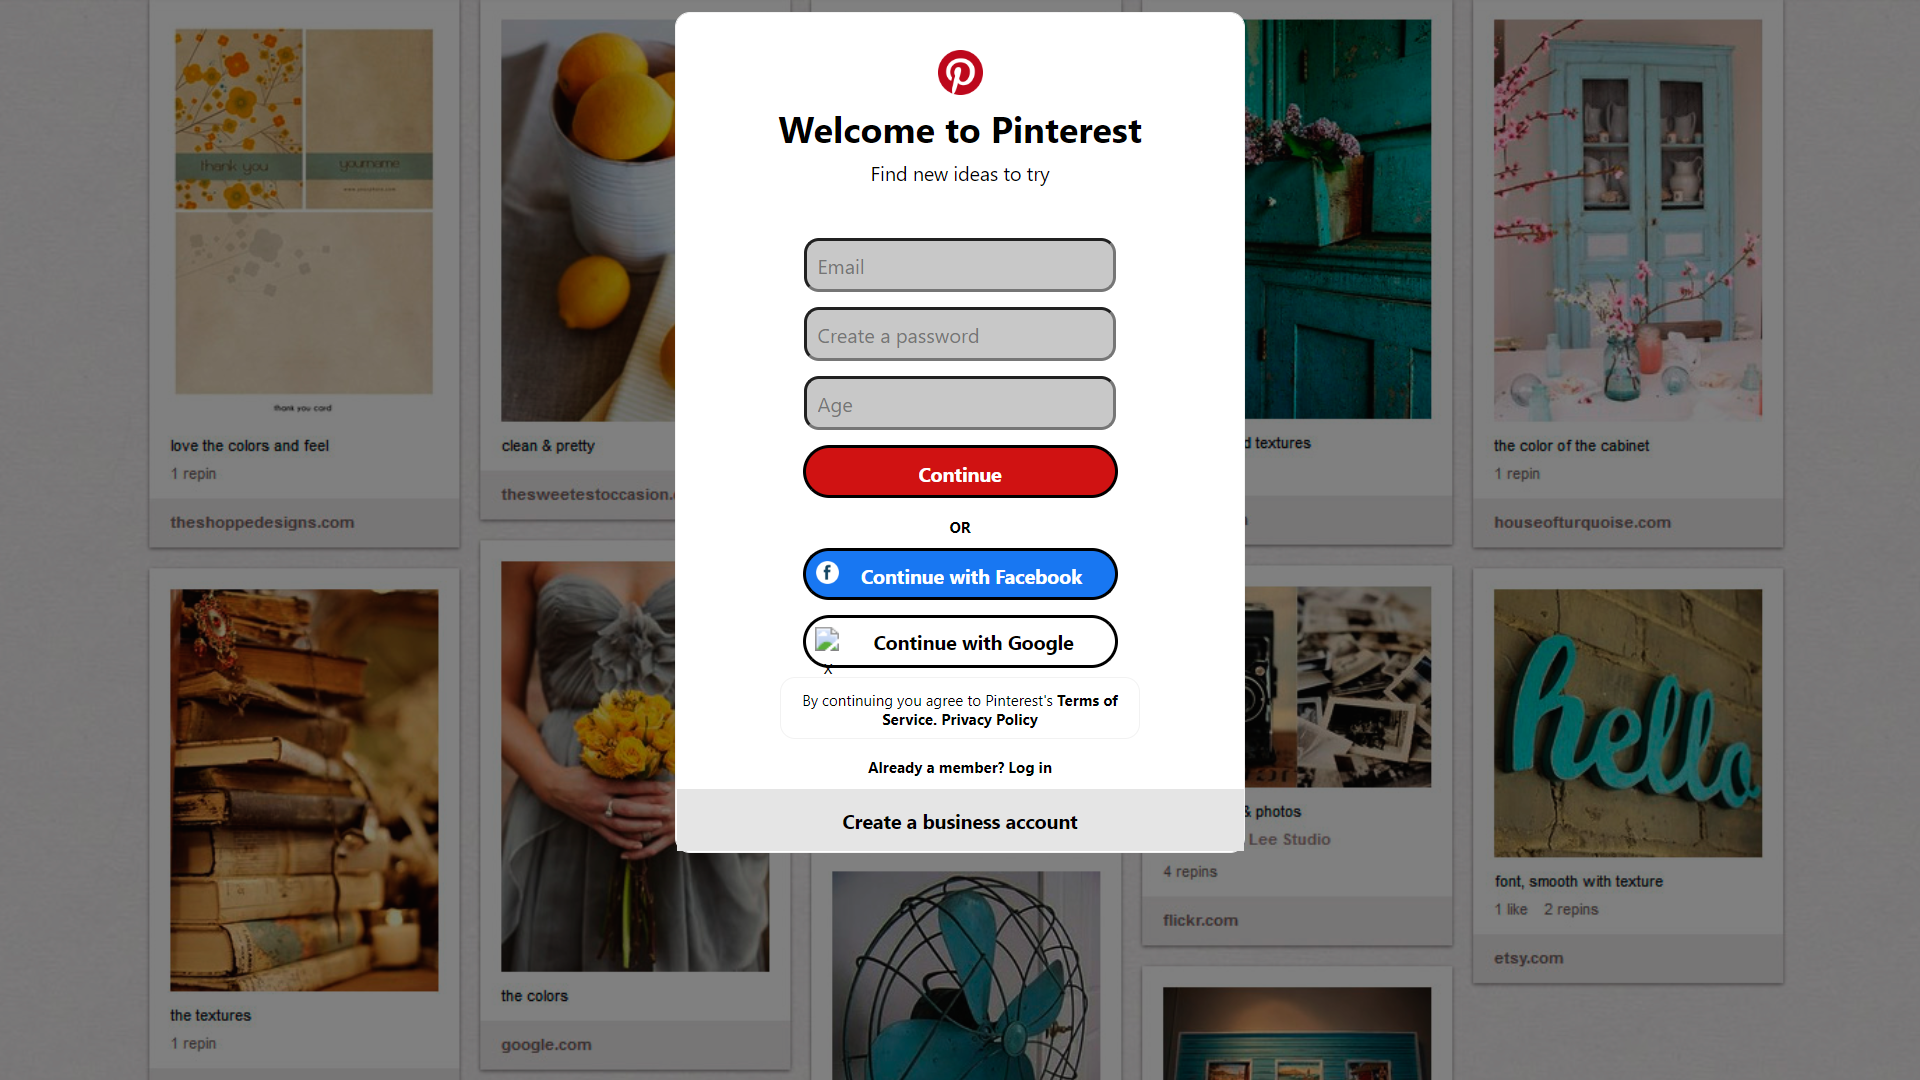 thank you
yourname
thank you card
love the colors and feel
1 repin
theshoppedesigns.com
the textures
1 repin
clean & pretty
thesweetestoccasion.
the colors
google.com
Welcome to Pinterest
Find new ideas to try
Email
Create a password
Age
Continue
OR
Continue with Facebook
Continue with Google
x
By continuing you agree to Pinterest's Terms of
Service. Privacy Policy
Already a member? Log in
Create a business account
d textures
& photos
Lee Studio
4 repins
flickr.com
the color of the cabinet
1 repin
houseofturquoise.com
hello
font, smooth with texture
1 like 2 repins
etsy.com